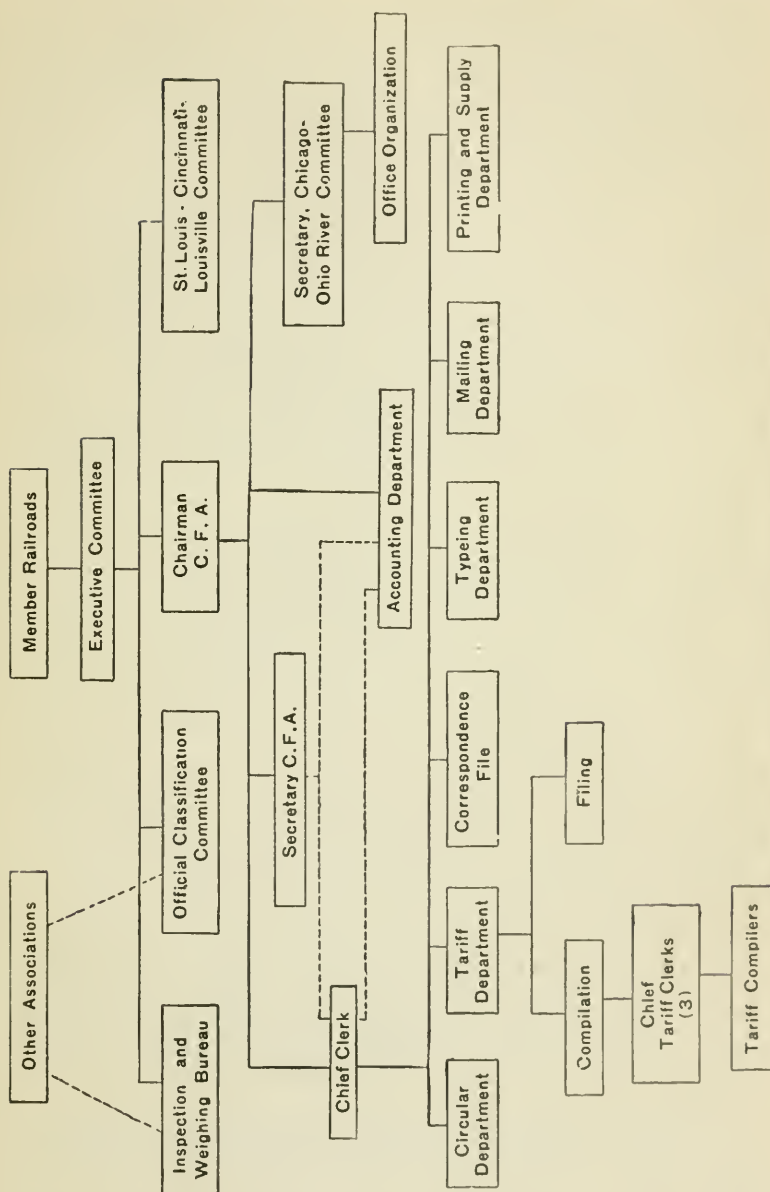 Other Associations
Member Railroads
Executive Committee
Inspection and
Weighing Bureau
Official Classification
Committee
Chairman
C. F. A.
St. Louis - Cincinnati-
Louisville Committee
Secretary C.F.A.
Secretary, Chicago-
Ohio River Committee
Chief Clerk
Accounting Department
Office Organization
Circular
Department
Tariff
Department
Correspondence
File
Typeing
Department
Mailing
Department
Printing and Supply
Department
Compilation
Filing
Chief
Tariff Clerks
(3)
Tariff Compilers